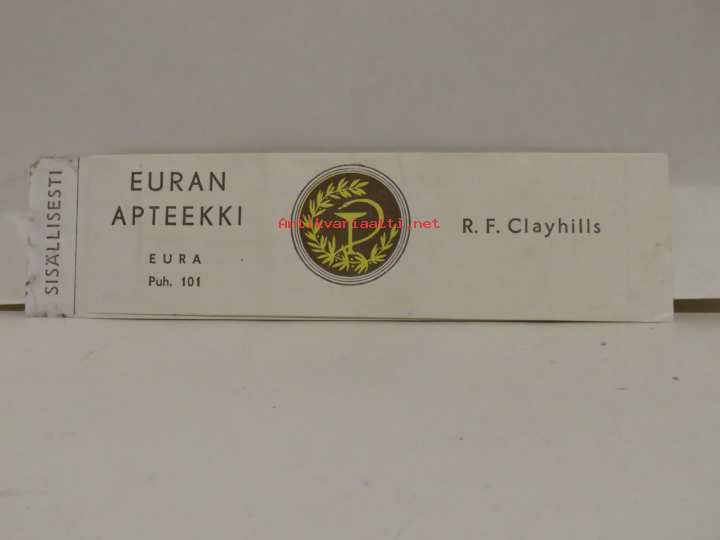 SISÄLLISESTI
EURAN
APTEEKKI
EURA
Puh. 101
Antikvariaatti.net
R. F. Clayhills